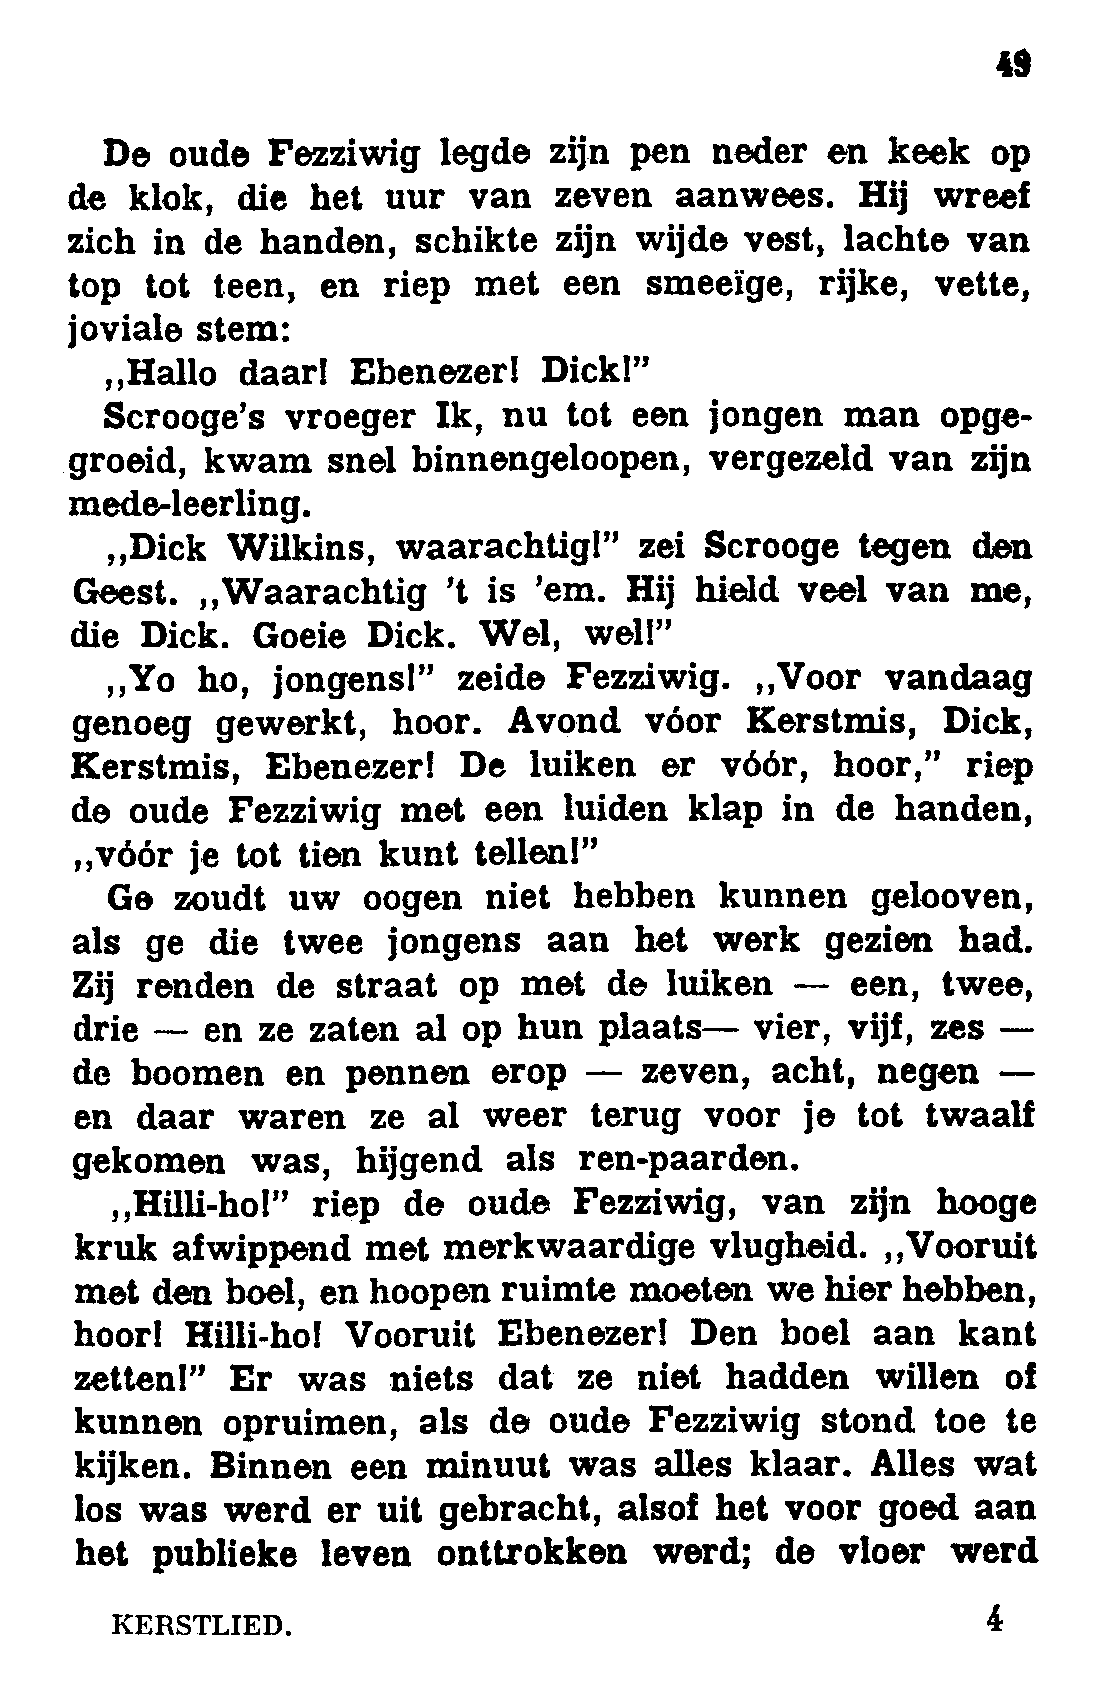 49
De oude Fezziwig legde zijn pen neder en keek op
de klok, die het uur van zeven aanwees. Hij wreef
zich in de handen, schikte zijn wijde vest, lachte van
top tot teen, en riep met een smeeïge, rijke, vette,
joviale stem:
,,Hallo daar! Ebenezer! Dick!”
Scrooge’s vroeger Ik, nu tot een jongen man opge-
groeid, kwam snel binnengeloopen, vergezeld van zijn
mede-leerling.
,,Dick Wilkins, waarachtig!” zei Scrooge tegen den
Geest. ,,Waarachtig ’t is ’em. Hij hield veel van me,
die Dick. Goeie Dick. Wel, wel!”
,,Yo ho, jongens!” zeide Fezziwig. ,,Voor vandaag
genoeg gewerkt, hoor. Avond vóor Kerstmis, Dick,
Kerstmis, Ebenezer! De luiken er vóór, hoor,” riep
de oude Fezziwig met een luiden klap in de handen,
,,vóór je tot tien kunt tellen!”
Ge zoudt uw oogen niet hebben kunnen gelooven,
als ge die twee jongens aan het werk gezien had.
Zij renden de straat op met de luiken — een, twee,
drie — en ze zaten al op hun plaats— vier, vijf, zes —
de boomen en pennen erop — zeven, acht, negen —
en daar waren ze al weer terug voor je tot twaalf
gekomen was, hijgend als ren-paarden.
,,Hilli-ho!” riep de oude Fezziwig, van zijn hooge
kruk afwippend met merkwaardige vlugheid. ,,Vooruit
met den boel, en hoopen ruimte moeten we hier hebben,
hoor! Hilli-ho! Vooruit Ebenezer! Den boel aan kant
zetten!” Er was niets dat ze niet hadden willen of
kunnen opruimen, als de oude Fezziwig stond toe te
kijken. Binnen een minuut was alles klaar. Alles wat
los was werd er uit gebracht, alsof het voor goed aan
het publieke leven onttrokken werd; de vloer werd
KERSTLIED. 4